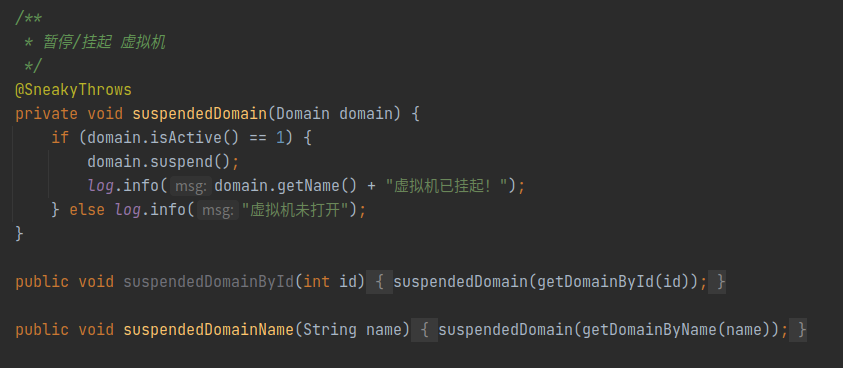 /**
 * 暂停/挂起 虚拟机
 */
@SneakyThrows
private void suspendedDomain(Domain domain) {
    if (domain.isActive() == 1) {
        domain.suspend();
        log.info( msg: domain.getName() + "虚拟机已挂起！");
    } else log.info( msg: "虚拟机未打开");
}
public void suspendedDomainById(int id) { suspendedDomain(getDomainById(id)); }
public void suspendedDomainName(String name) { suspendedDomain(getDomainByName(name)); }